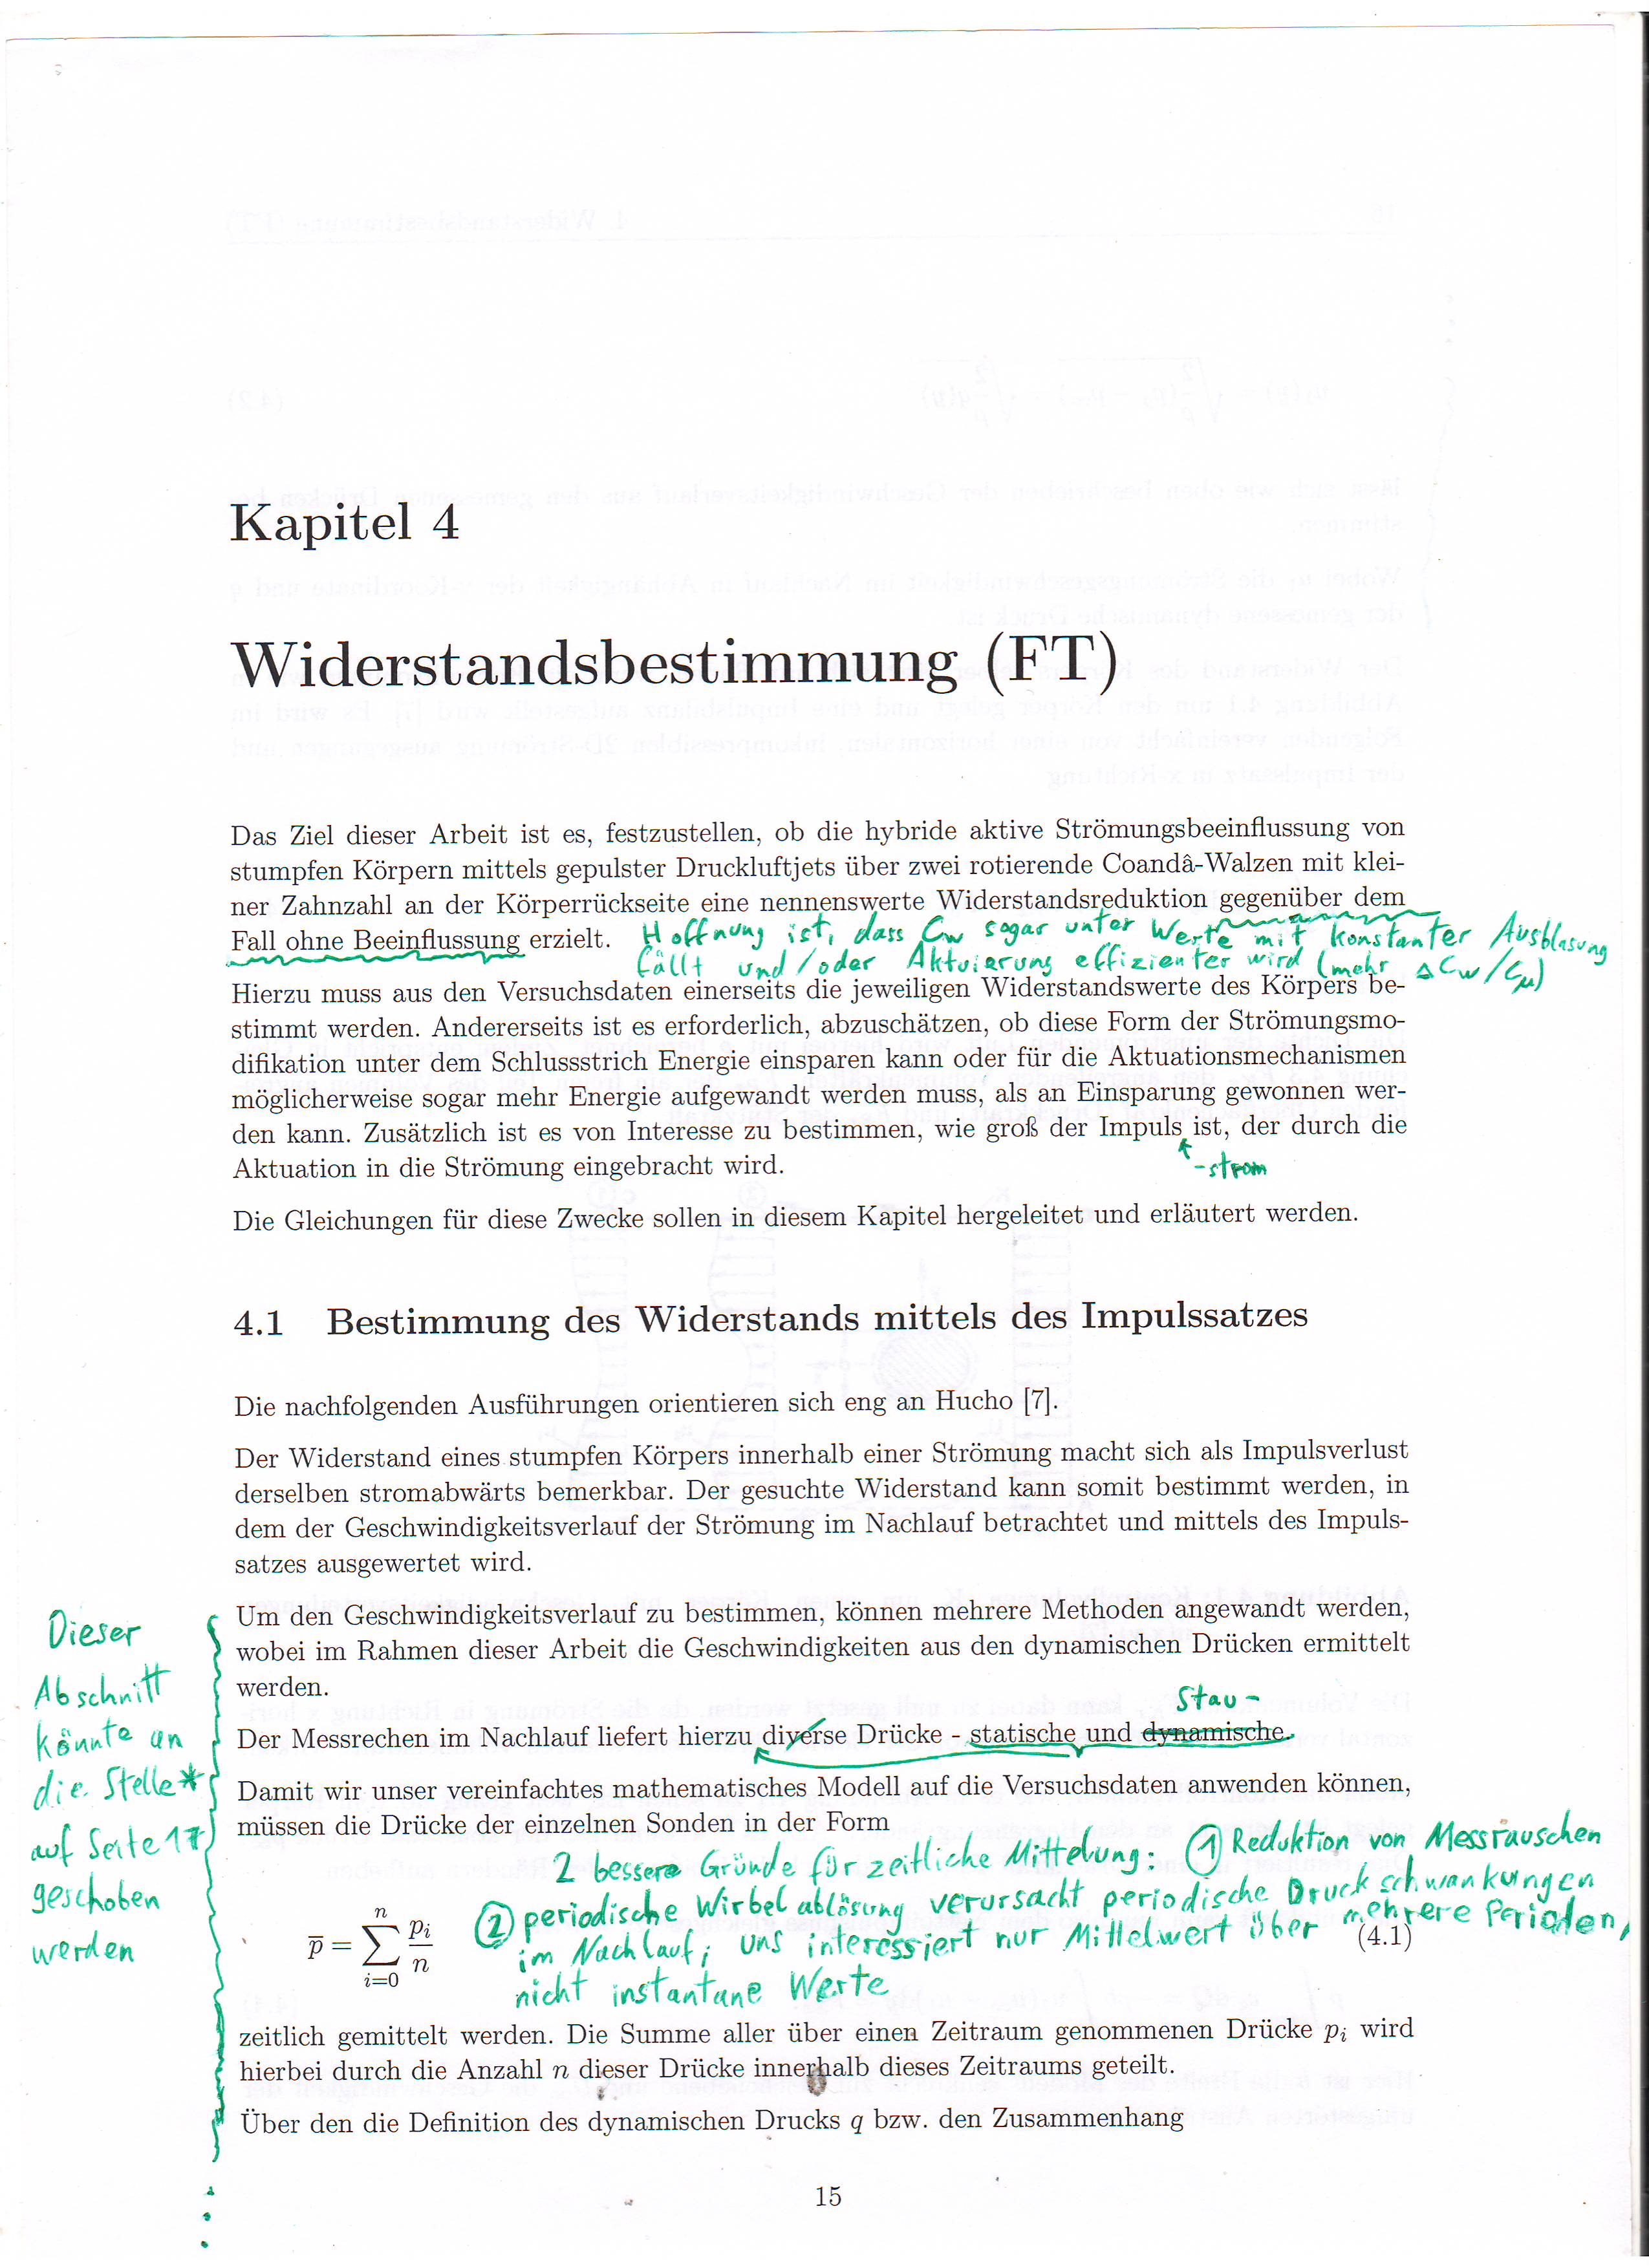 Kapitel 4
Widerstandsbestimmung (FT)
Das Ziel dieser Arbeit ist es, festzustellen, ob die hybride aktive Strömungsbeeinflussung von
stumpfen Körpern mittels gepulster Druckluftjets über zwei rotierende Coandâ-Walzen mit klei-
ner Zahnzahl an der Körperrückseite eine nennenswerte Widerstandsreduktion gegenüber dem
Fall ohne Beeinflussung erzielt.
Hoffnung ist, dass Cw sogar unter Werte mit konstanter Ausblasung
fällt und/oder Aktuierung effizienter wird (mehr ΔCw/Cμ)
Hierzu muss aus den Versuchsdaten einerseits die jeweiligen Widerstandswerte des Körpers be-
stimmt werden. Andererseits ist es erforderlich, abzuschätzen, ob diese Form der Strömungsmo-
difikation unter dem Schlussstrich Energie einsparen kann oder für die Aktuationsmechanismen
möglicherweise sogar mehr Energie aufgewandt werden muss, als an Einsparung gewonnen wer-
den kann. Zusätzlich ist es von Interesse zu bestimmen, wie groß der Impuls ist, der durch die
-strom
Aktuation in die Strömung eingebracht wird.
Die Gleichungen für diese Zwecke sollen in diesem Kapitel hergeleitet und erläutert werden.
4.1 Bestimmung des Widerstands mittels des Impulssatzes
Die nachfolgenden Ausführungen orientieren sich eng an Hucho [7].
Der Widerstand eines stumpfen Körpers innerhalb einer Strömung macht sich als Impulsverlust
derselben stromabwärts bemerkbar. Der gesuchte Widerstand kann somit bestimmt werden, in
dem der Geschwindigkeitsverlauf der Strömung im Nachlauf betrachtet und mittels des Impuls-
satzes ausgewertet wird.
Dieser
Abschnitt
könnte an
die Stelle*
auf Seite 17
geschoben
werden
Um den Geschwindigkeitsverlauf zu bestimmen, können mehrere Methoden angewandt werden,
wobei im Rahmen dieser Arbeit die Geschwindigkeiten aus den dynamischen Drücken ermittelt
werden.
Stau-
Der Messrechen im Nachlauf liefert hierzu diverse Drücke - statische und dynamische.
Damit wir unser vereinfachtes mathematisches Modell auf die Versuchsdaten anwenden können,
müssen die Drücke der einzelnen Sonden in der Form
2 bessere Gründe für zeitliche Mittelung: ① Reduktion von Messrauschen
② periodische Wirbelablösung verursacht periodische Druckschwankungen
im Nachlauf; uns interessiert nur Mittelwert über mehrere Perioden,
nicht instantane Werte
p̄ = ∑_{i=0}^{n} p_i/n (4.1)
zeitlich gemittelt werden. Die Summe aller über einen Zeitraum genommenen Drücke p_i wird
hierbei durch die Anzahl n dieser Drücke innerhalb dieses Zeitraums geteilt.
Über den die Definition des dynamischen Drucks q bzw. den Zusammenhang
15